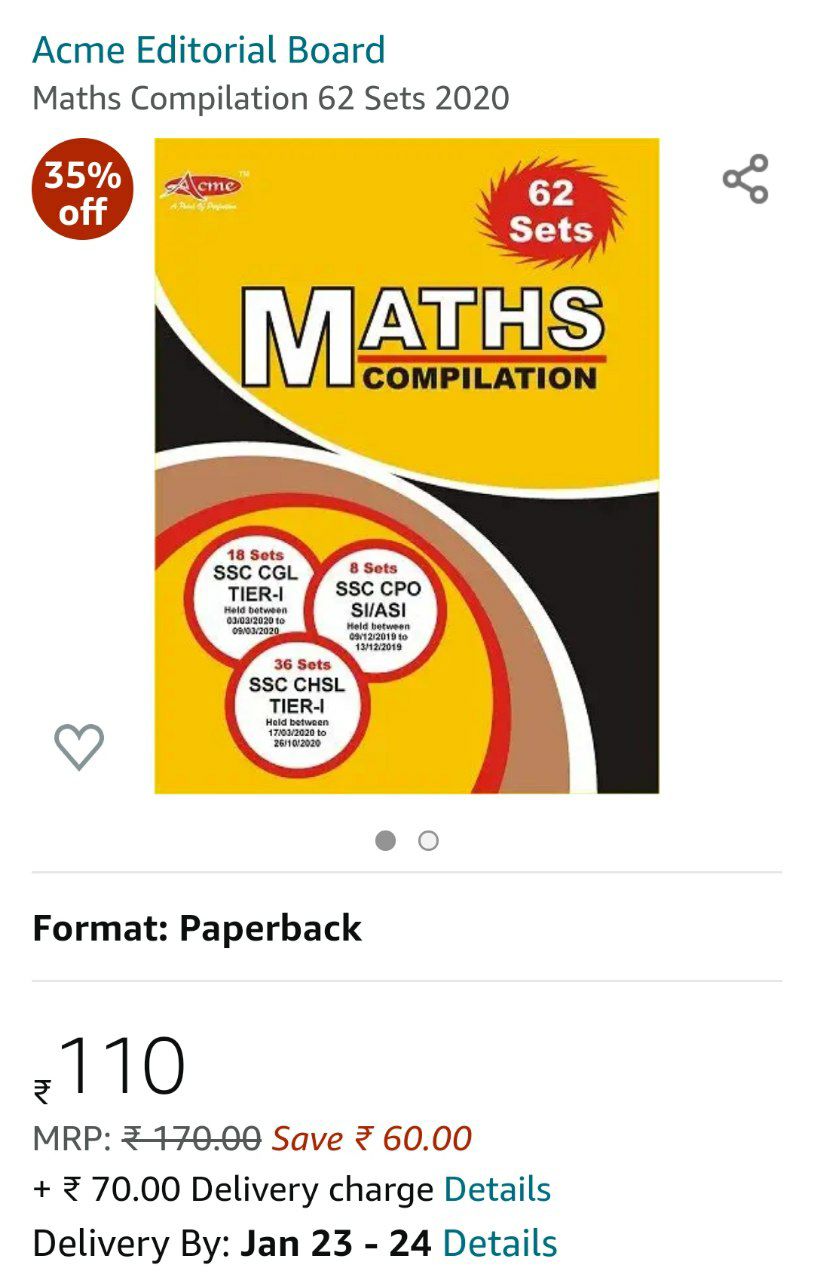 Acme Editorial Board
Maths Compilation 62 Sets 2020
35%
off
Acme™
62
Sets
MATHS
COMPILATION
18 Sets
SSC CGL
TIER-I
Held between
03/03/2020 to
09/03/2020
8 Sets
SSC CPO
SI/ASI
Held between
09/12/2019 to
13/12/2019
36 Sets
SSC CHSL
TIER-I
Held between
17/03/2020 to
26/10/2020
Format: Paperback
₹110
MRP: ₹ 170.00 Save ₹ 60.00
+ ₹ 70.00 Delivery charge Details
Delivery By: Jan 23 - 24 Details